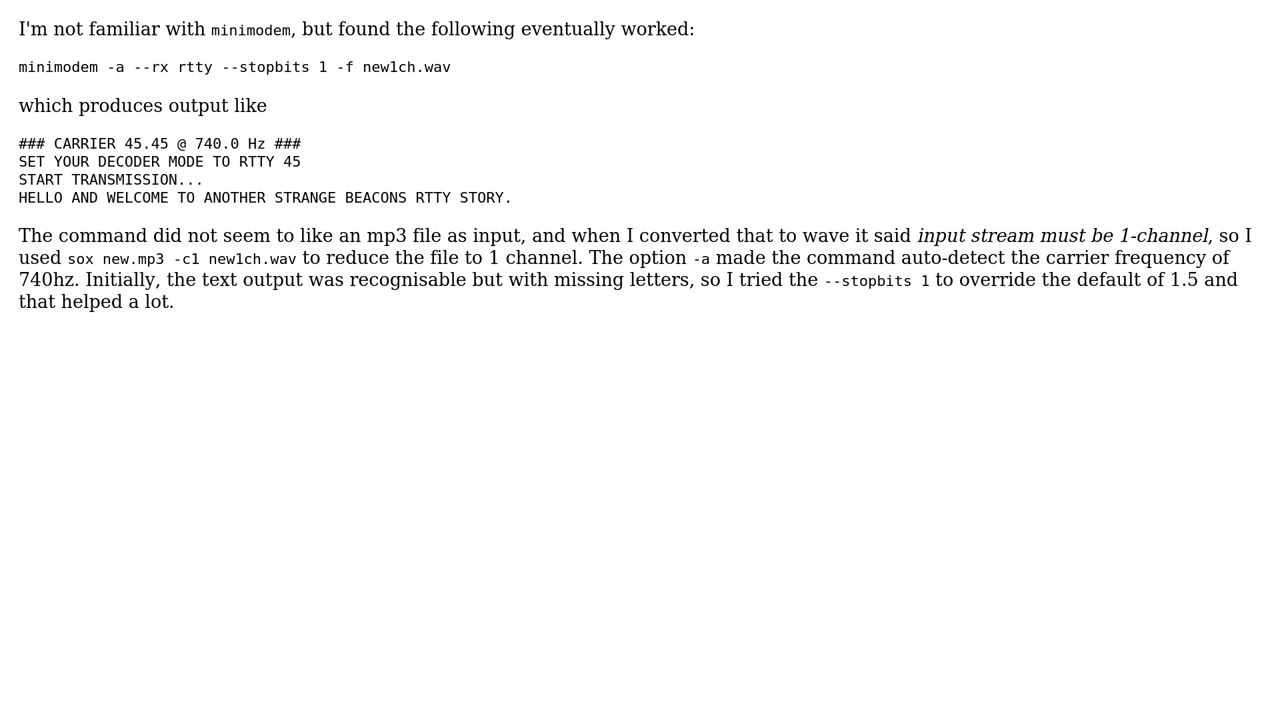 I'm not familiar with minimodem, but found the following eventually worked:
minimodem -a --rx rtty --stopbits 1 -f new1ch.wav
which produces output like
### CARRIER 45.45 @ 740.0 Hz ###
SET YOUR DECODER MODE TO RTTY 45
START TRANSMISSION...
HELLO AND WELCOME TO ANOTHER STRANGE BEACONS RTTY STORY.
The command did not seem to like an mp3 file as input, and when I converted that to wave it said input stream must be 1-channel, so I
used sox new.mp3 -c1 new1ch.wav to reduce the file to 1 channel. The option -a made the command auto-detect the carrier frequency of
740hz. Initially, the text output was recognisable but with missing letters, so I tried the --stopbits 1 to override the default of 1.5 and
that helped a lot.